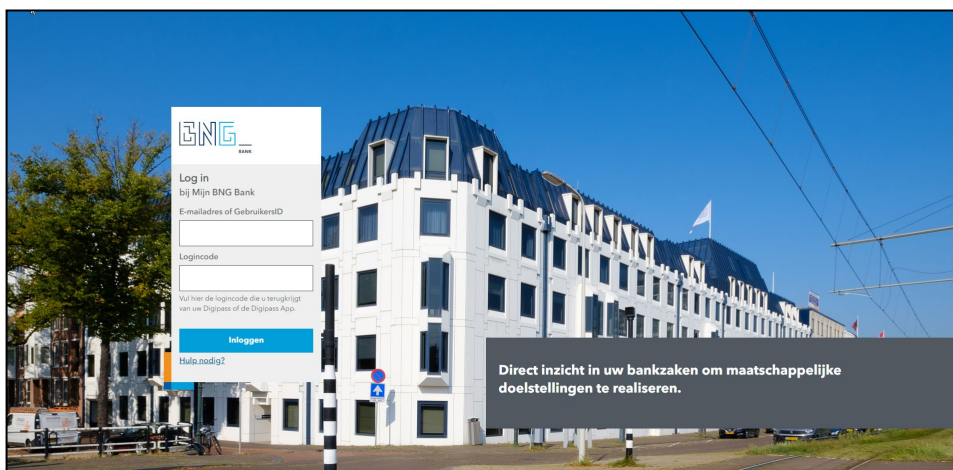 BNG_
BANK
Log in
bij Mijn BNG Bank
E-mailadres of GebruikersID
Logincode
Vul hier de logincode die u terugkrijgt
van uw Digipass of de Digipass App.
Inloggen
Hulp nodig?
Direct inzicht in uw bankzaken om maatschappelijke
doelstellingen te realiseren.